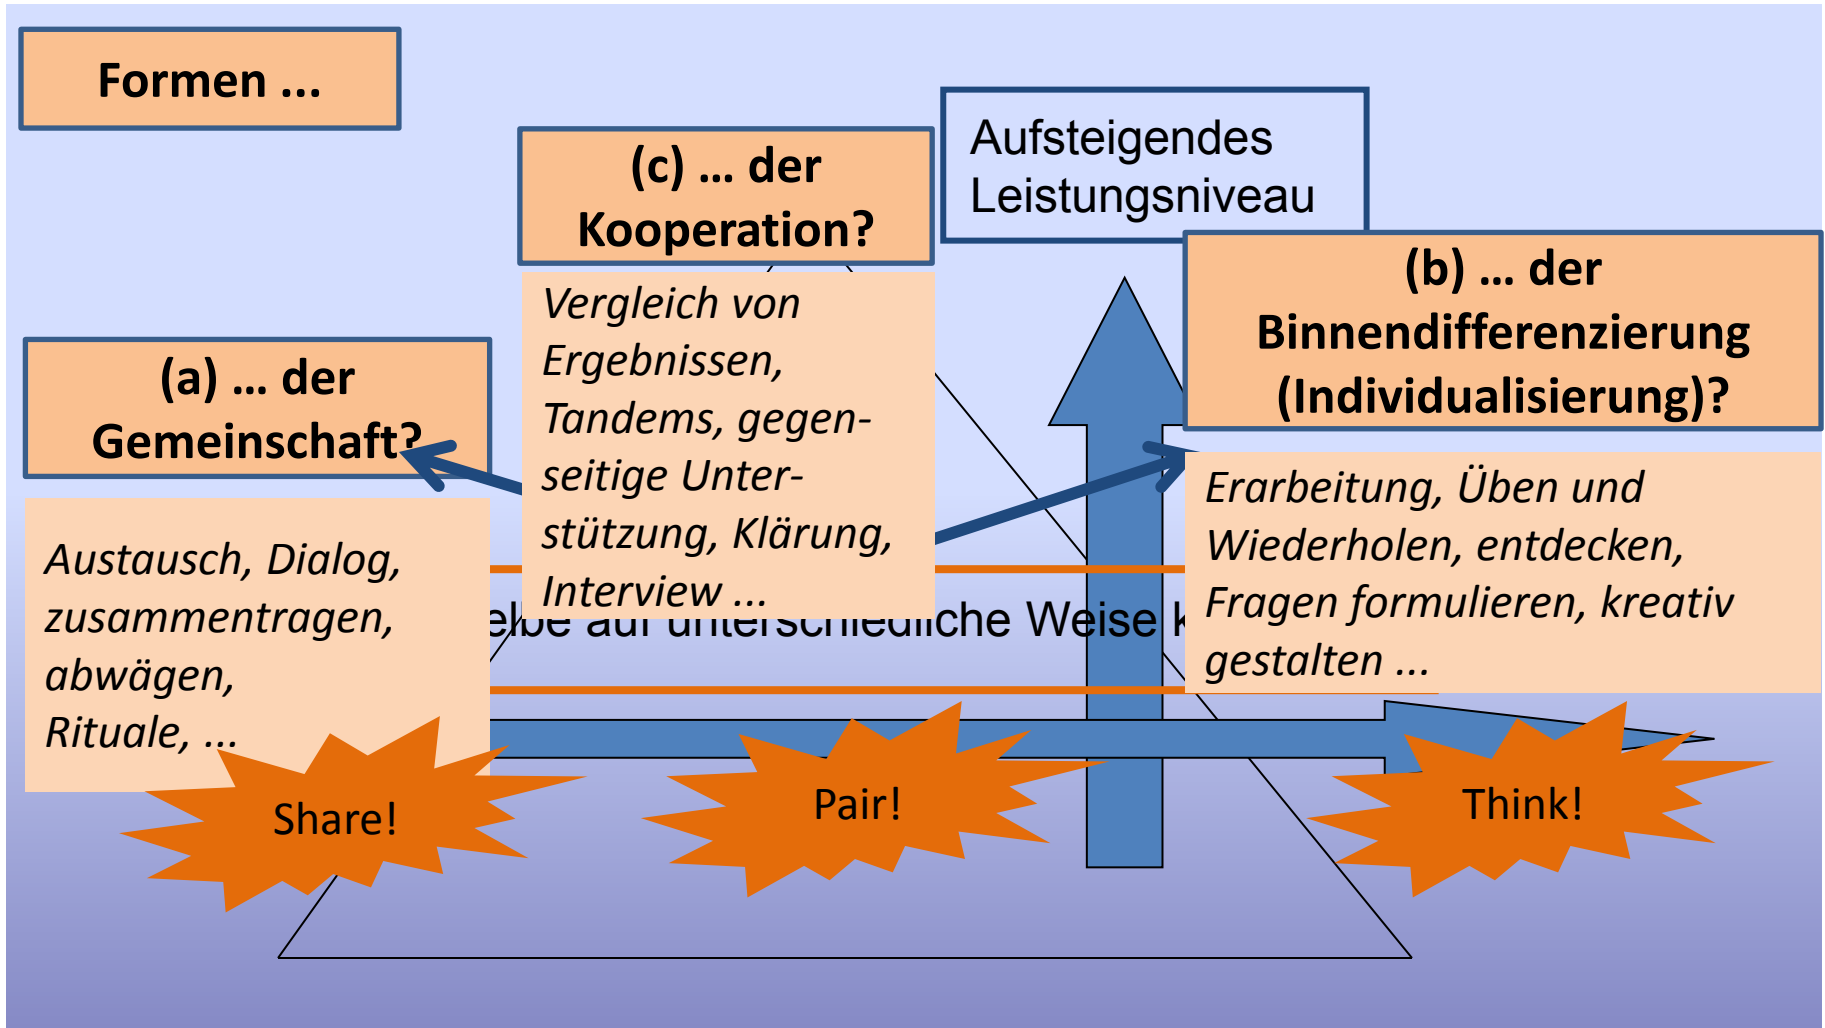 Formen ...
Aufsteigendes
Leistungsniveau
(c) ... der
Kooperation?
Vergleich von
Ergebnissen,
Tandems, gegen-
seitige Unter-
stützung, Klärung,
Interview ...
(b) ... der
Binnendifferenzierung
(Individualisierung)?
Erarbeitung, Üben und
Wiederholen, entdecken,
Fragen formulieren, kreativ
gestalten ...
(a) ... der
Gemeinschaft?
Austausch, Dialog,
zusammentragen,
abwägen,
Rituale, ...
auf unterschiedliche Weise
Share!
Pair!
Think!